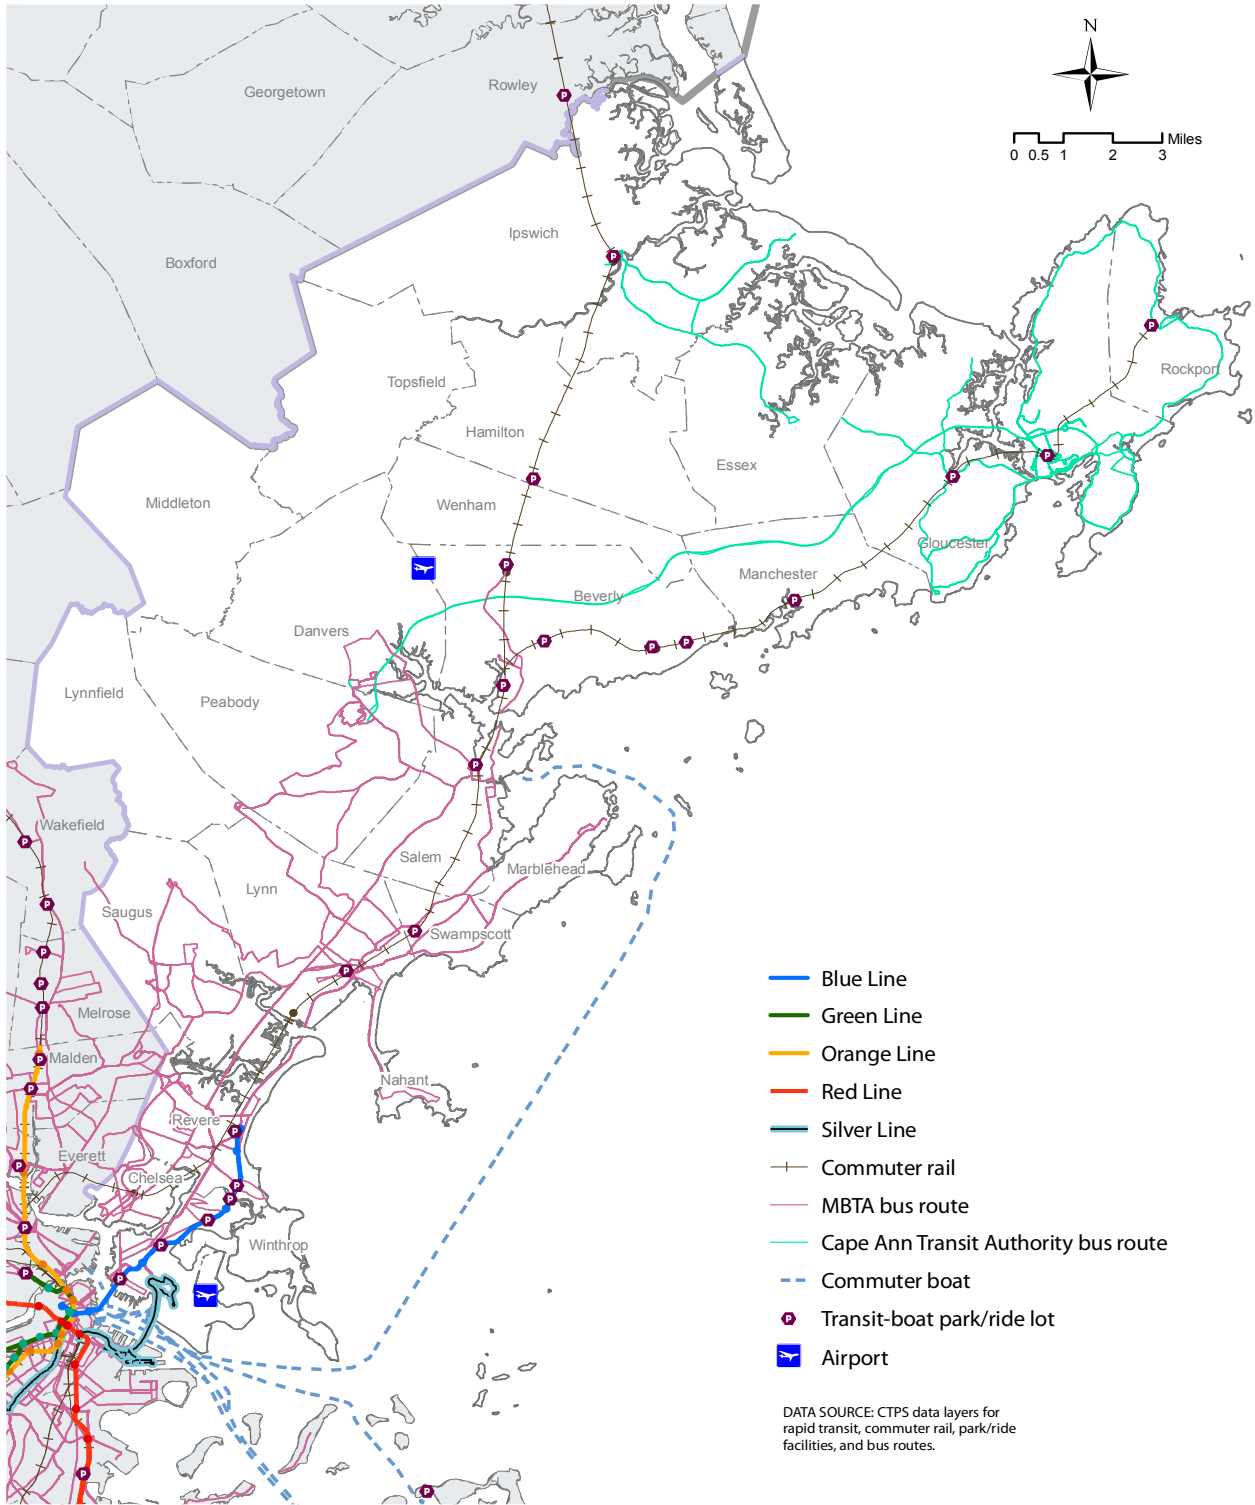 N
Miles
0 0.5 1 2 3
Georgetown
Rowley
Ipswich
Boxford
Topsfield
Rockport
Hamilton
Essex
Middleton
Wenham
Gloucester
Manchester
Beverly
Danvers
Lynnfield
Peabody
Wakefield
Salem
Marblehead
Lynn
Saugus
Swampscott
Melrose
Malden
Nahant
Revere
Everett
Chelsea
Winthrop
Blue Line
Green Line
Orange Line
Red Line
Silver Line
Commuter rail
MBTA bus route
Cape Ann Transit Authority bus route
Commuter boat
P Transit-boat park/ride lot
Airport
DATA SOURCE: CTPS data layers for
rapid transit, commuter rail, park/ride
facilities, and bus routes.